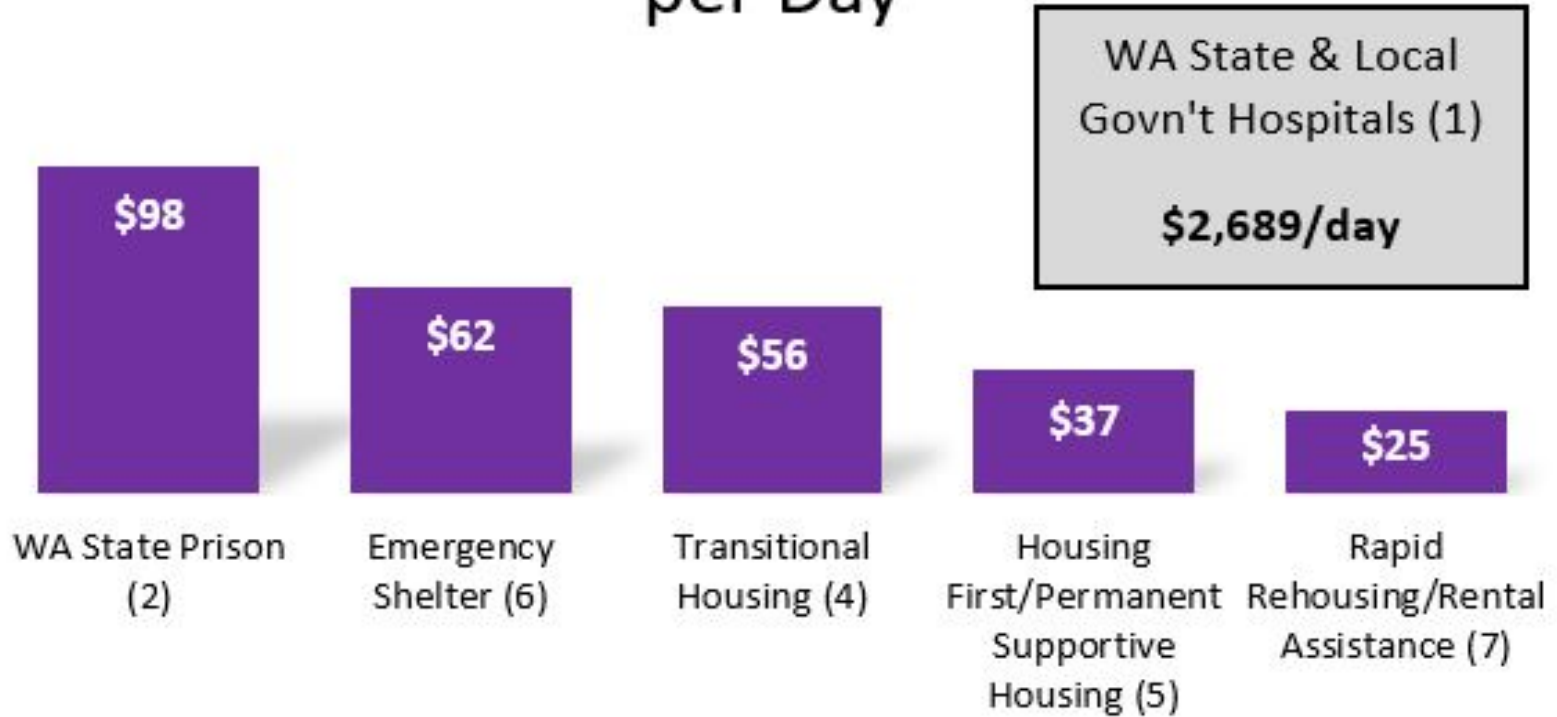 per Day
WA State & Local
Govn't Hospitals (1)
$2,689/day
$98
$62
$56
$37
$25
WA State Prison
(2)
Emergency
Shelter (6)
Transitional
Housing (4)
Housing
First/Permanent
Supportive
Housing (5)
Rapid
Rehousing/Rental
Assistance (7)